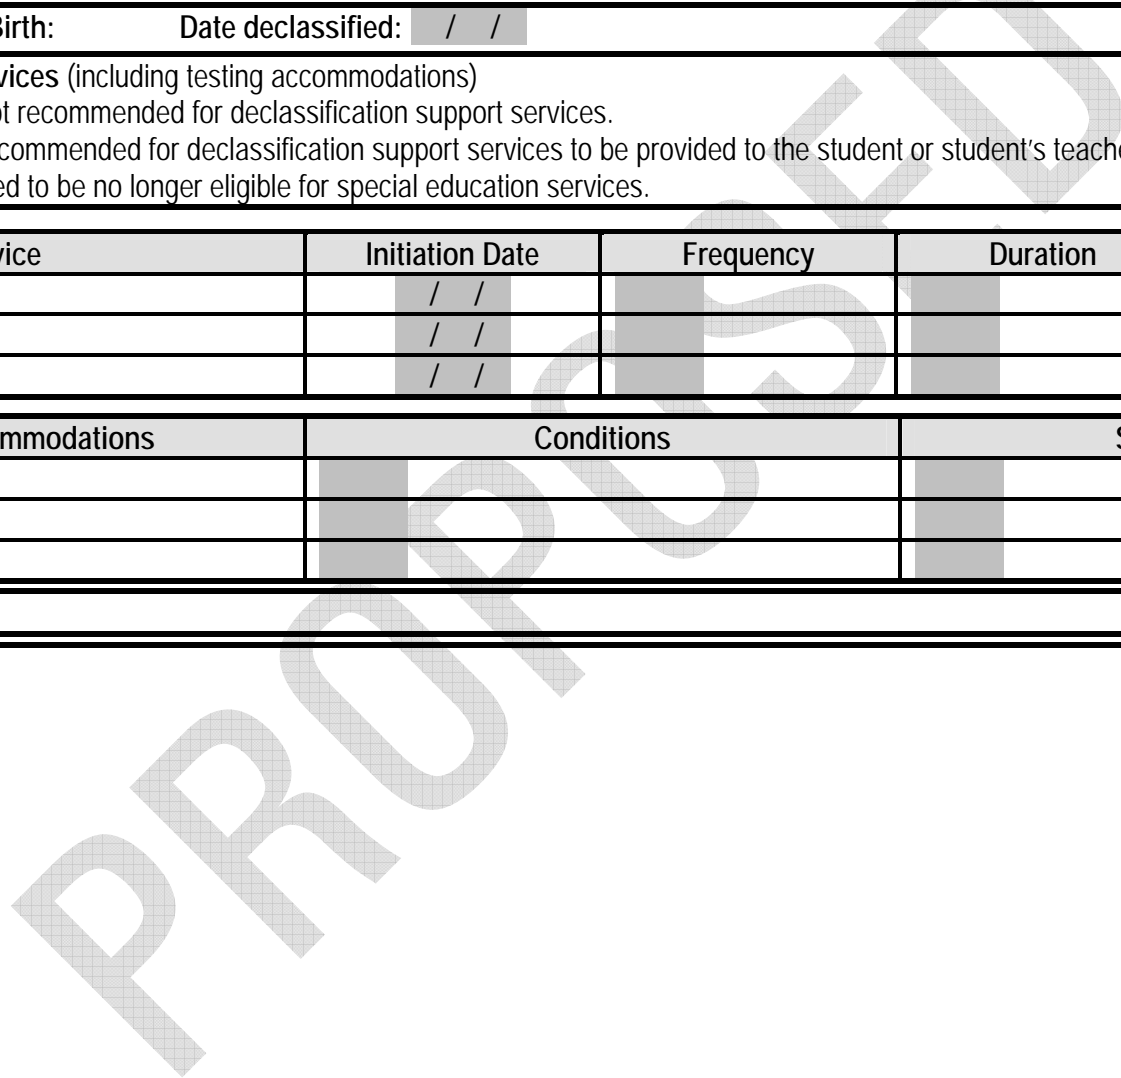 Birth: Date declassified: / /
vices (including testing accommodations)
ot recommended for declassification support services.
commended for declassification support services to be provided to the student or student's teache
ed to be no longer eligible for special education services.
vice Initiation Date Frequency Duration
/ /
/ /
/ /
mmodations Conditions S
PROPOSED